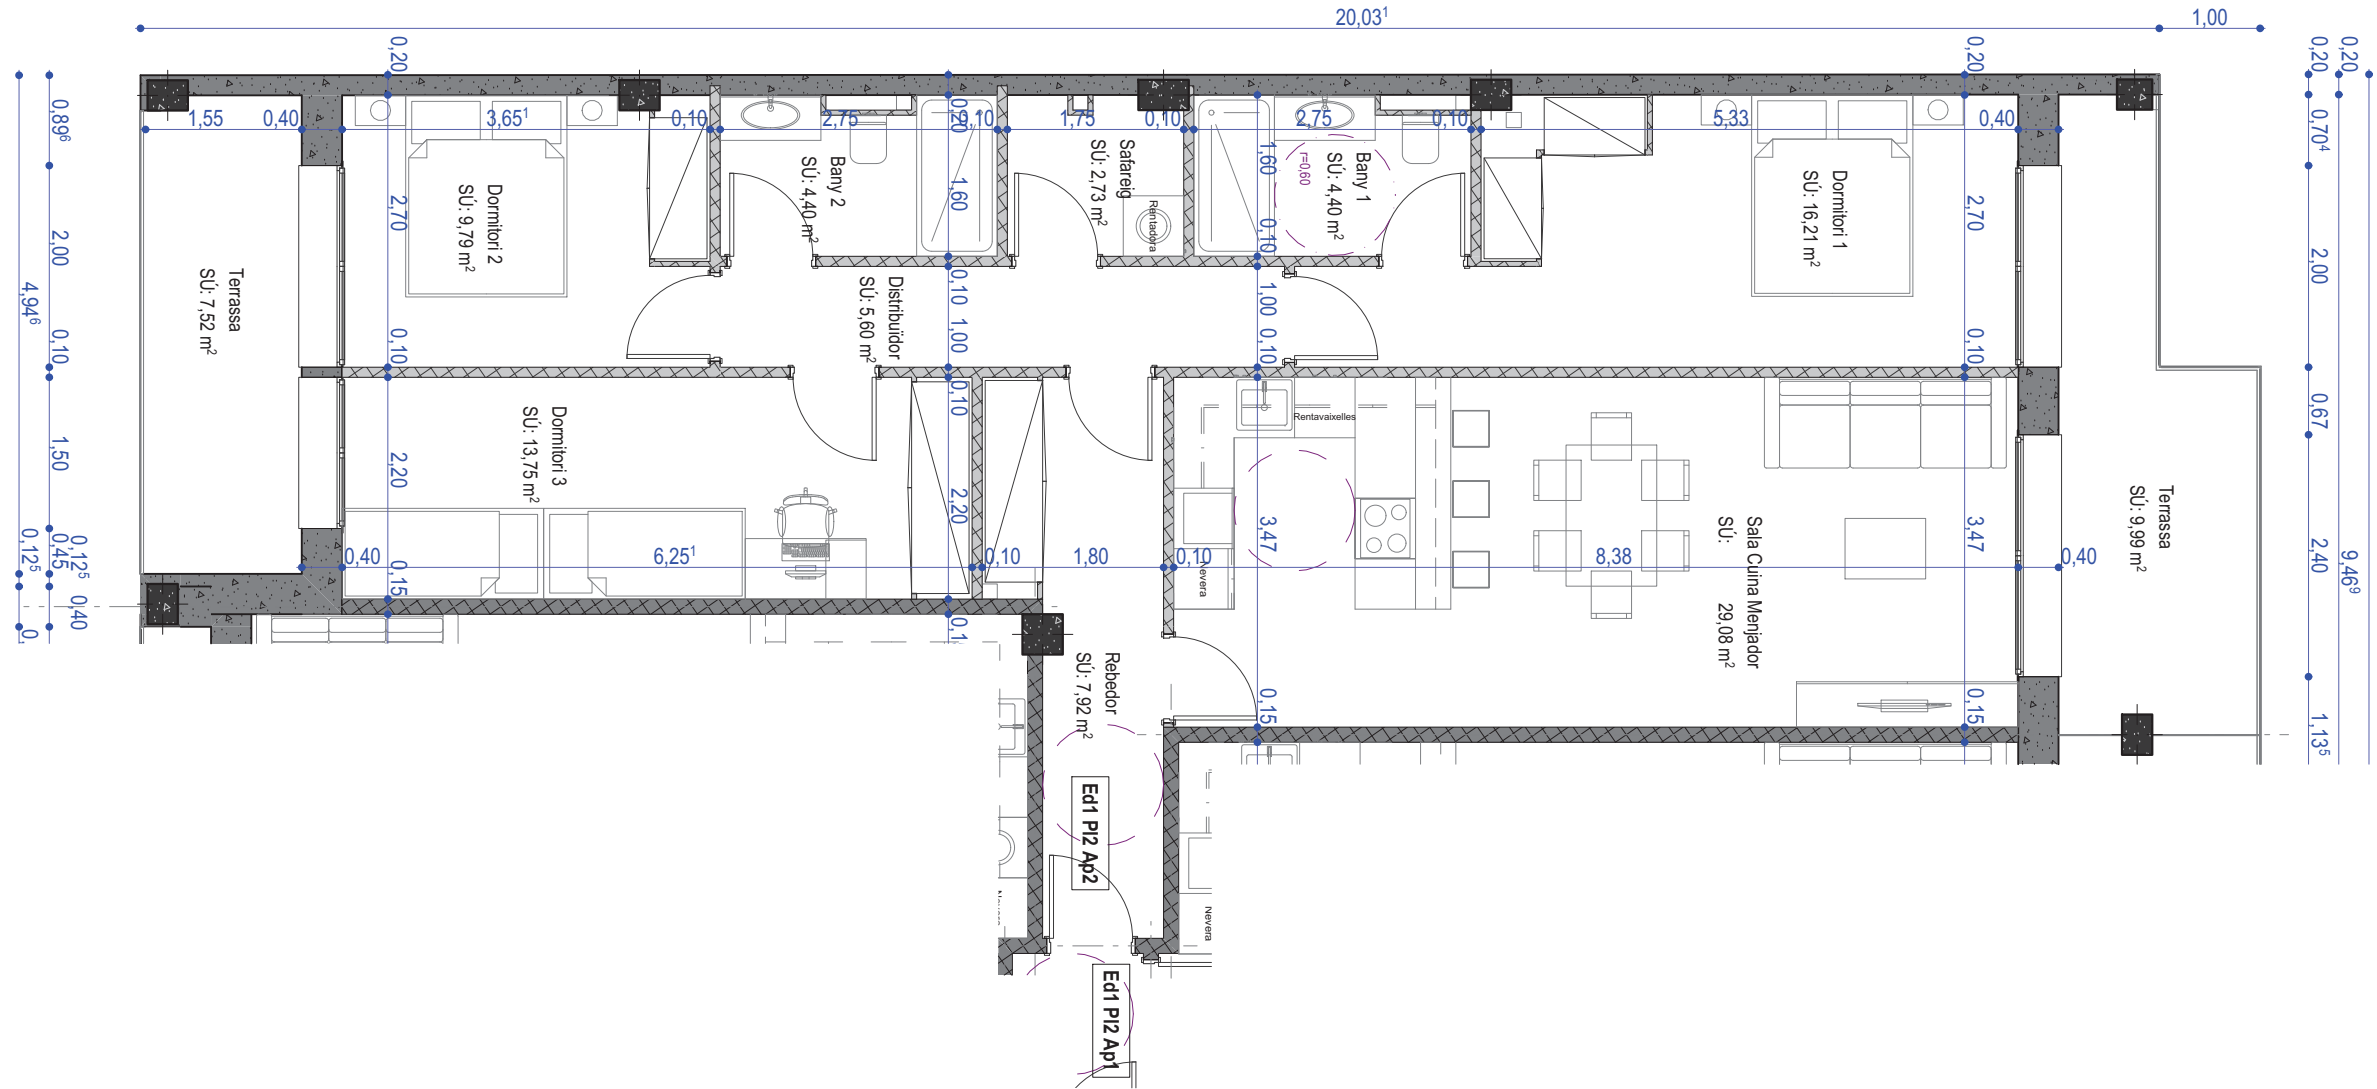 20,03¹
1,00
0,20
0,20
0,20
0,20
0,89⁶
1,55
0,40
3,65¹
0,10
2,75
0,20
0,10
1,75
0,10
2,75
0,10
5,33
0,40
0,70⁴
Dormitori 2
SÚ: 9,79 m²
2,70
Bany 2
SÚ: 4,40 m²
1,60
Safareig
SÚ: 2,73 m²
Rentadora
1,60
r=0,60
Bany 1
SÚ: 4,40 m²
Dormitori 1
SÚ: 16,21 m²
2,70
2,00
4,94⁶
2,00
Terrassa
SÚ: 7,52 m²
Distribuïdor
SÚ: 5,60 m²
0,10
1,00
0,10
1,00
0,10
0,10
0,10
0,10
0,10
0,67
Dormitori 3
SÚ: 13,75 m²
1,50
2,20
2,20
Rentavaixelles
3,47
Sala Cuina Menjador
SÚ:
29,08 m²
3,47
Terrassa
SÚ: 9,99 m²
2,40
9,46⁹
0,12⁵
0,45
0,12⁵
0,40
0,40
0,15
6,25¹
0,10
1,80
0,10
Nevera
8,38
0,40
0,15
0,15
1,13⁵
Rebedor
SÚ: 7,92 m²
Ed1 Pl2 Ap2
Nevera
Ed1 Pl2 Ap1